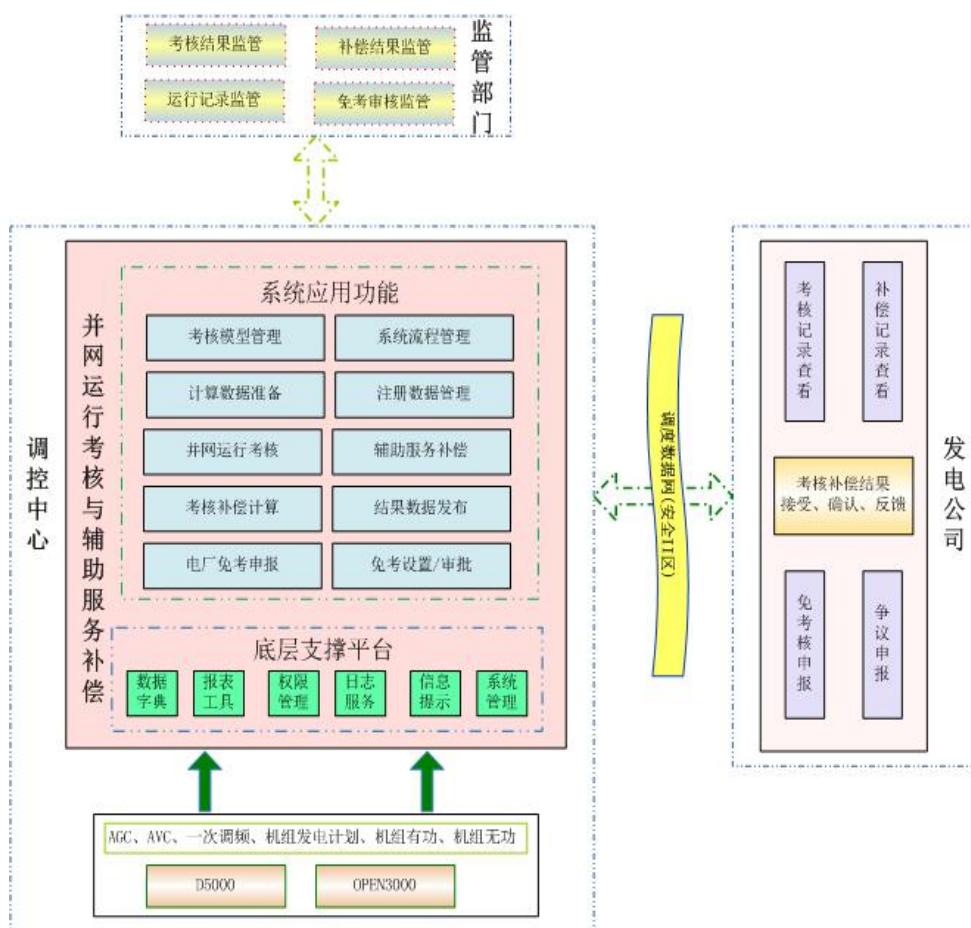 考核结果监管
补偿结果监管
运行记录监管
免考审核监管
监管部门
调控中心
并网运行考核与辅助服务补偿
系统应用功能
考核模型管理
系统流程管理
计算数据准备
注册数据管理
并网运行考核
辅助服务补偿
考核补偿计算
结果数据发布
电厂免考申报
免考设置/审批
底层支撑平台
数据
字典
报表
工具
权限
管理
日志
服务
信息
提示
系统
管理
AGC、AVC、一次调频、机组发电计划、机组有功、机组无功
D5000
OPEN3000
调度数据网(安全II区)
考核记录查看
补偿记录查看
考核补偿结果
接受、确认、反馈
免考核申报
争议申报
发电公司